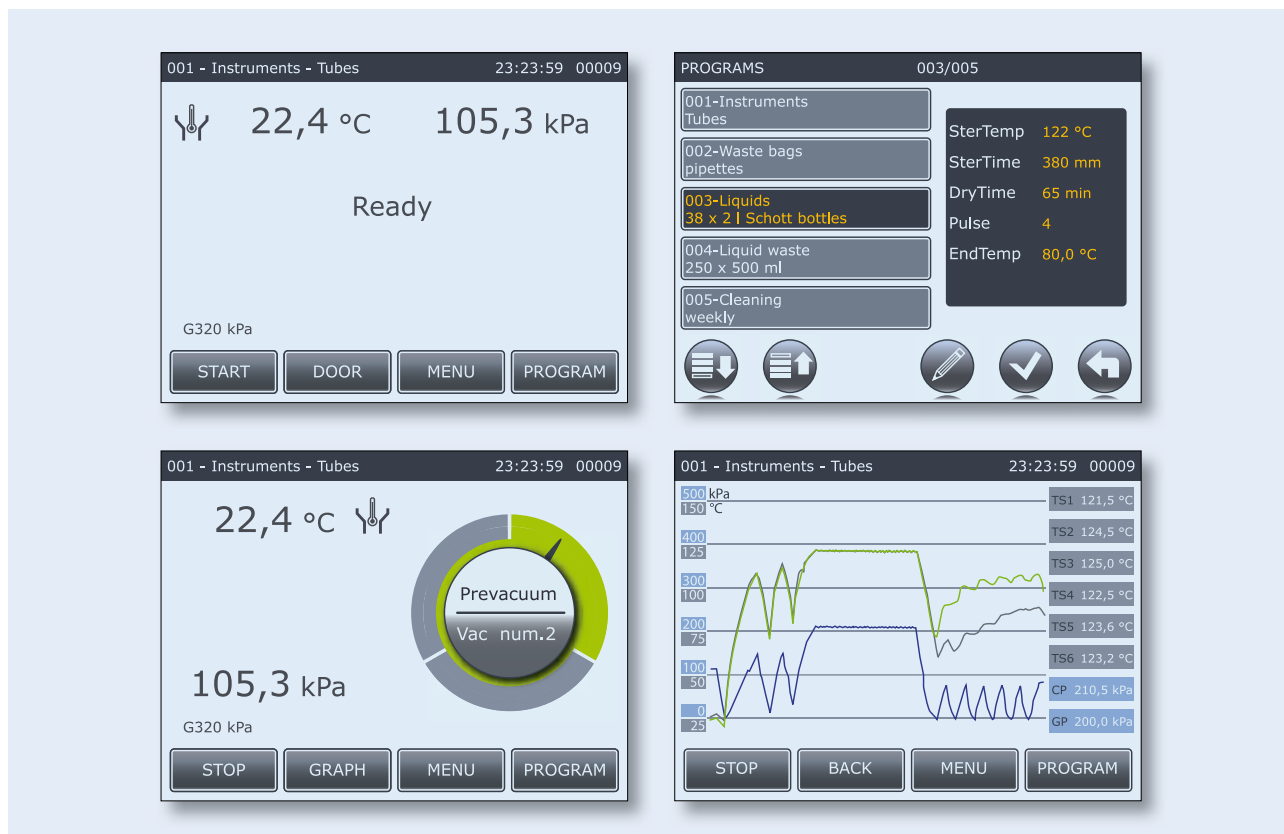 001 - Instruments - Tubes 23:23:59 00009
22,4 °C 105,3 kPa
Ready
G320 kPa
START DOOR MENU PROGRAM
PROGRAMS 003/005
001-Instruments
Tubes
002-Waste bags
pipettes
003-Liquids
38 x 2 l Schott bottles
004-Liquid waste
250 x 500 ml
005-Cleaning
weekly
SterTemp 122 °C
SterTime 380 mm
DryTime 65 min
Pulse 4
EndTemp 80,0 °C
001 - Instruments - Tubes 23:23:59 00009
22,4 °C
Prevacuum
Vac num.2
105,3 kPa
G320 kPa
STOP GRAPH MENU PROGRAM
001 - Instruments - Tubes 23:23:59 00009
500 kPa
150 °C
400
125
300
100
200
75
100
50
0
25
TS1 121,5 °C
TS2 124,5 °C
TS3 125,0 °C
TS4 122,5 °C
TS5 123,6 °C
TS6 123,2 °C
CP 210,5 kPa
GP 200,0 kPa
STOP BACK MENU PROGRAM